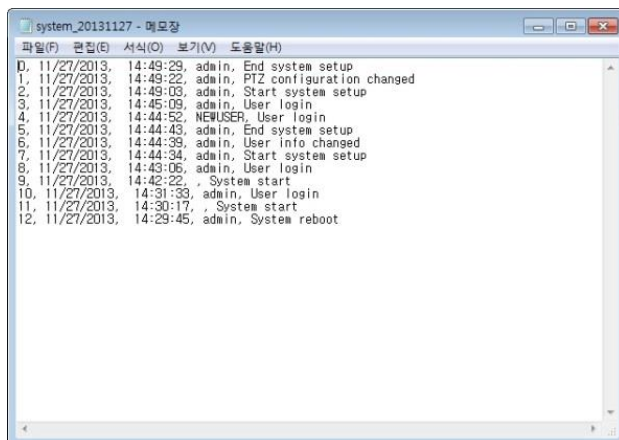 system_20131127 - 메모장
파일(F) 편집(E) 서식(O) 보기(V) 도움말(H)
0, 11/27/2013, 14:49:29, admin, End system setup
1, 11/27/2013, 14:49:22, admin, PTZ configuration changed
2, 11/27/2013, 14:49:03, admin, Start system setup
3, 11/27/2013, 14:45:09, admin, User login
4, 11/27/2013, 14:44:52, NEWUSER, User login
5, 11/27/2013, 14:44:43, admin, End system setup
6, 11/27/2013, 14:44:39, admin, User info changed
7, 11/27/2013, 14:44:34, admin, Start system setup
8, 11/27/2013, 14:43:06, admin, User login
9, 11/27/2013, 14:42:22, , System start
10, 11/27/2013, 14:31:33, admin, User login
11, 11/27/2013, 14:30:17, , System start
12, 11/27/2013, 14:29:45, admin, System reboot